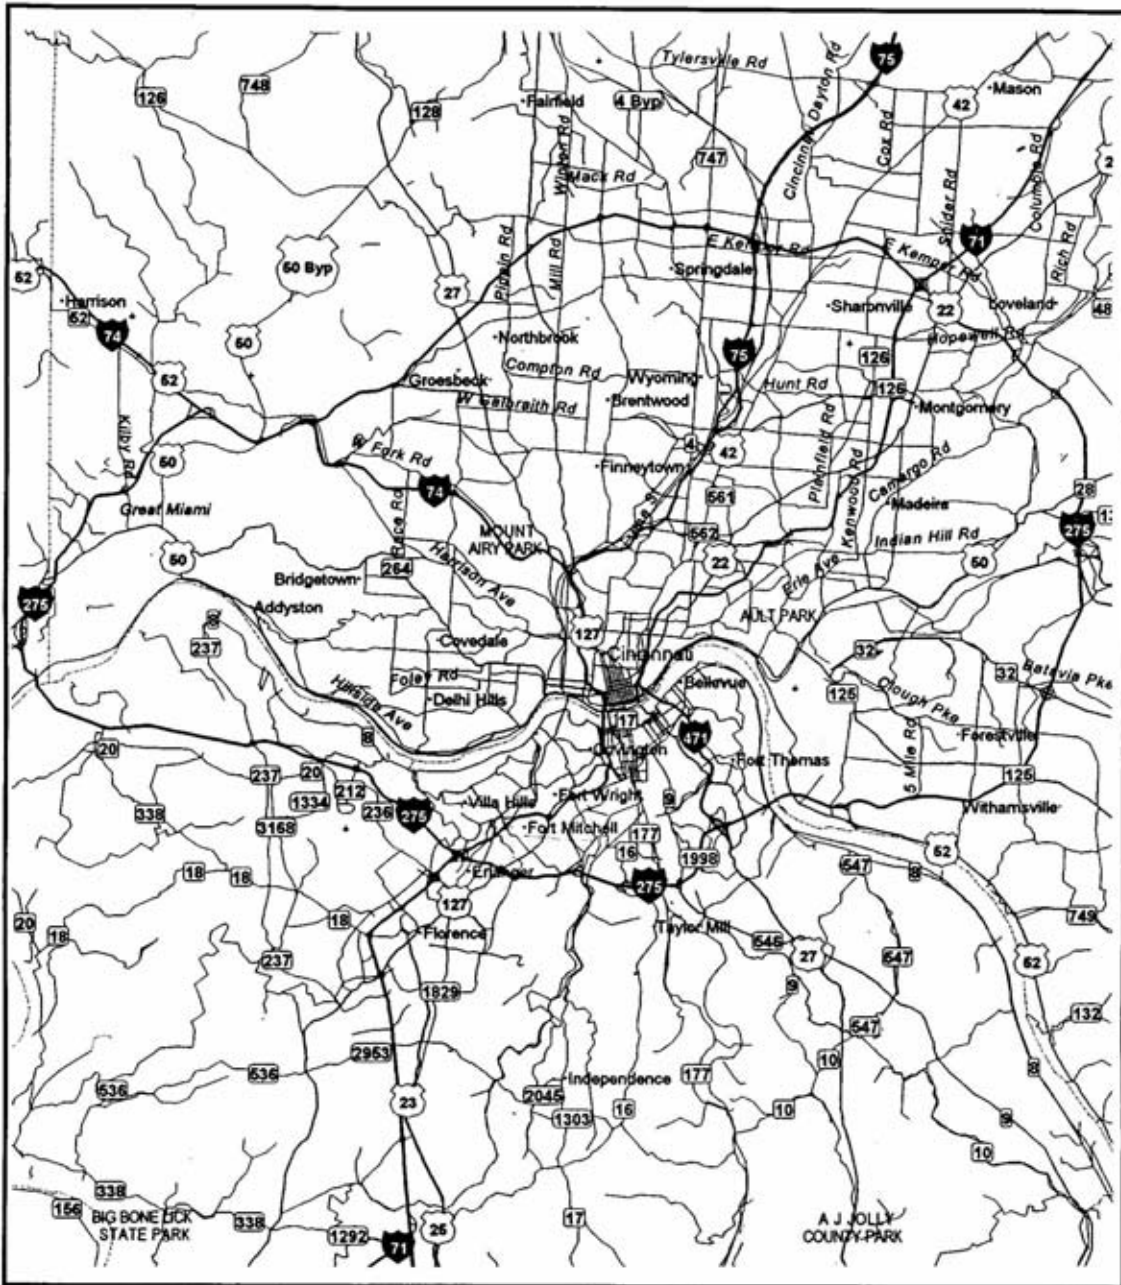 75
Tylersville Rd
748
126
128
Fairfield
4 Byp
42
Mason
Cincinnati Dayton Rd
Cox Rd
Columbia Rd
Winton Rd
747
2
Mack Rd
Snider Rd
71
Rich Rd
Pippin Rd
Mill Rd
E Kemper Rd
E Kemper Rd
52
50 Byp
27
Springdale
Harrison
52
Sharonville
22
Loveland
48
74
50
Northbrook
75
126
Hopewell Rd
52
Groesbeck
Compton Rd
Wyoming
Hunt Rd
126
W Galbraith Rd
Brentwood
Montgomery
Kilby Rd
50
W Fork Rd
Finneytown
4
42
Plainfield Rd
Kenwood Rd
Camargo Rd
74
28
Great Miami
Race Rd
561
Madeira
13
MOUNT
AIRY PARK
562
Indian Hill Rd
275
50
Vine St
22
50
264
Harrison Ave
Erie Ave
Bridgetown
275
Addyston
AULT PARK
8
237
Covedale
127
Cincinnati
32
32
Batavia Pke
Foley Rd
Bellevue
125
Clough Pke
Hillside Ave
Delhi Hills
17
471
8
Covington
5 Mile Rd
Forestville
20
237
20
212
Fort Thomas
125
1334
236
275
Villa Hills
Fort Wright
9
Withamsville
338
3168
Fort Mitchell
177
16
1998
52
547
8
18
18
Erlanger
275
127
20
18
18
Florence
Taylor Mill
749
237
546
27
547
52
1829
9
132
547
2953
10
8
536
536
Independence
177
23
2045
1303
16
10
9
10
338
156
BIG BONE LICK
STATE PARK
338
1292
25
17
A J JOLLY
COUNTY PARK
71